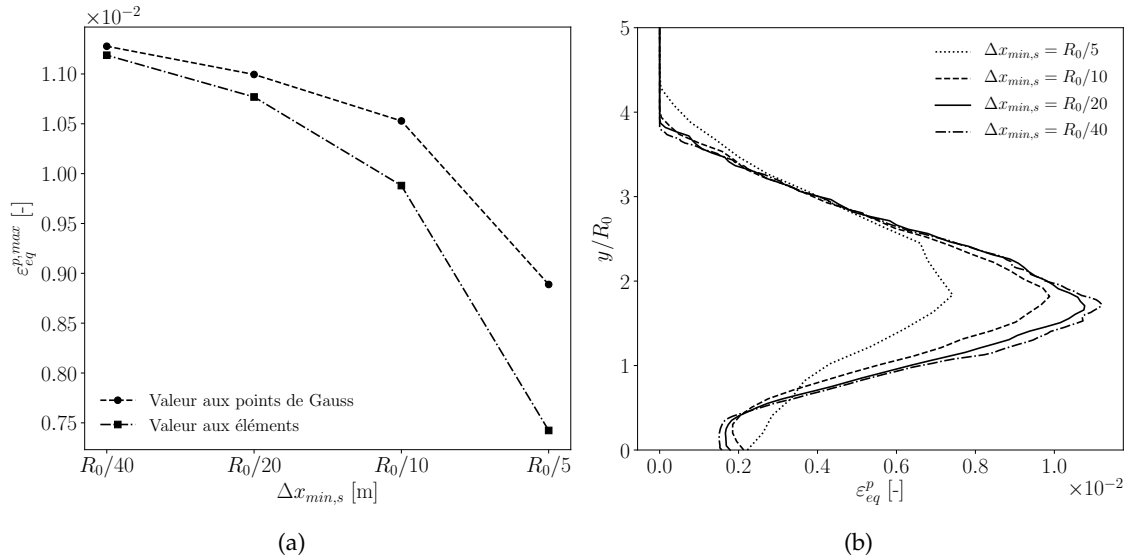 ×10−2
1.10
1.05
1.00
0.95
0.90
0.85
0.80
0.75
ε^{p,max}_{eq} [-]
Valeur aux points de Gauss
Valeur aux éléments
R0/40 R0/20 R0/10 R0/5
Δx_{min,s} [m]
(a)
5
4
3
2
1
0
y/R0
Δx_{min,s} = R0/5
Δx_{min,s} = R0/10
Δx_{min,s} = R0/20
Δx_{min,s} = R0/40
0.0 0.2 0.4 0.6 0.8 1.0
×10−2
ε^{p}_{eq} [-]
(b)